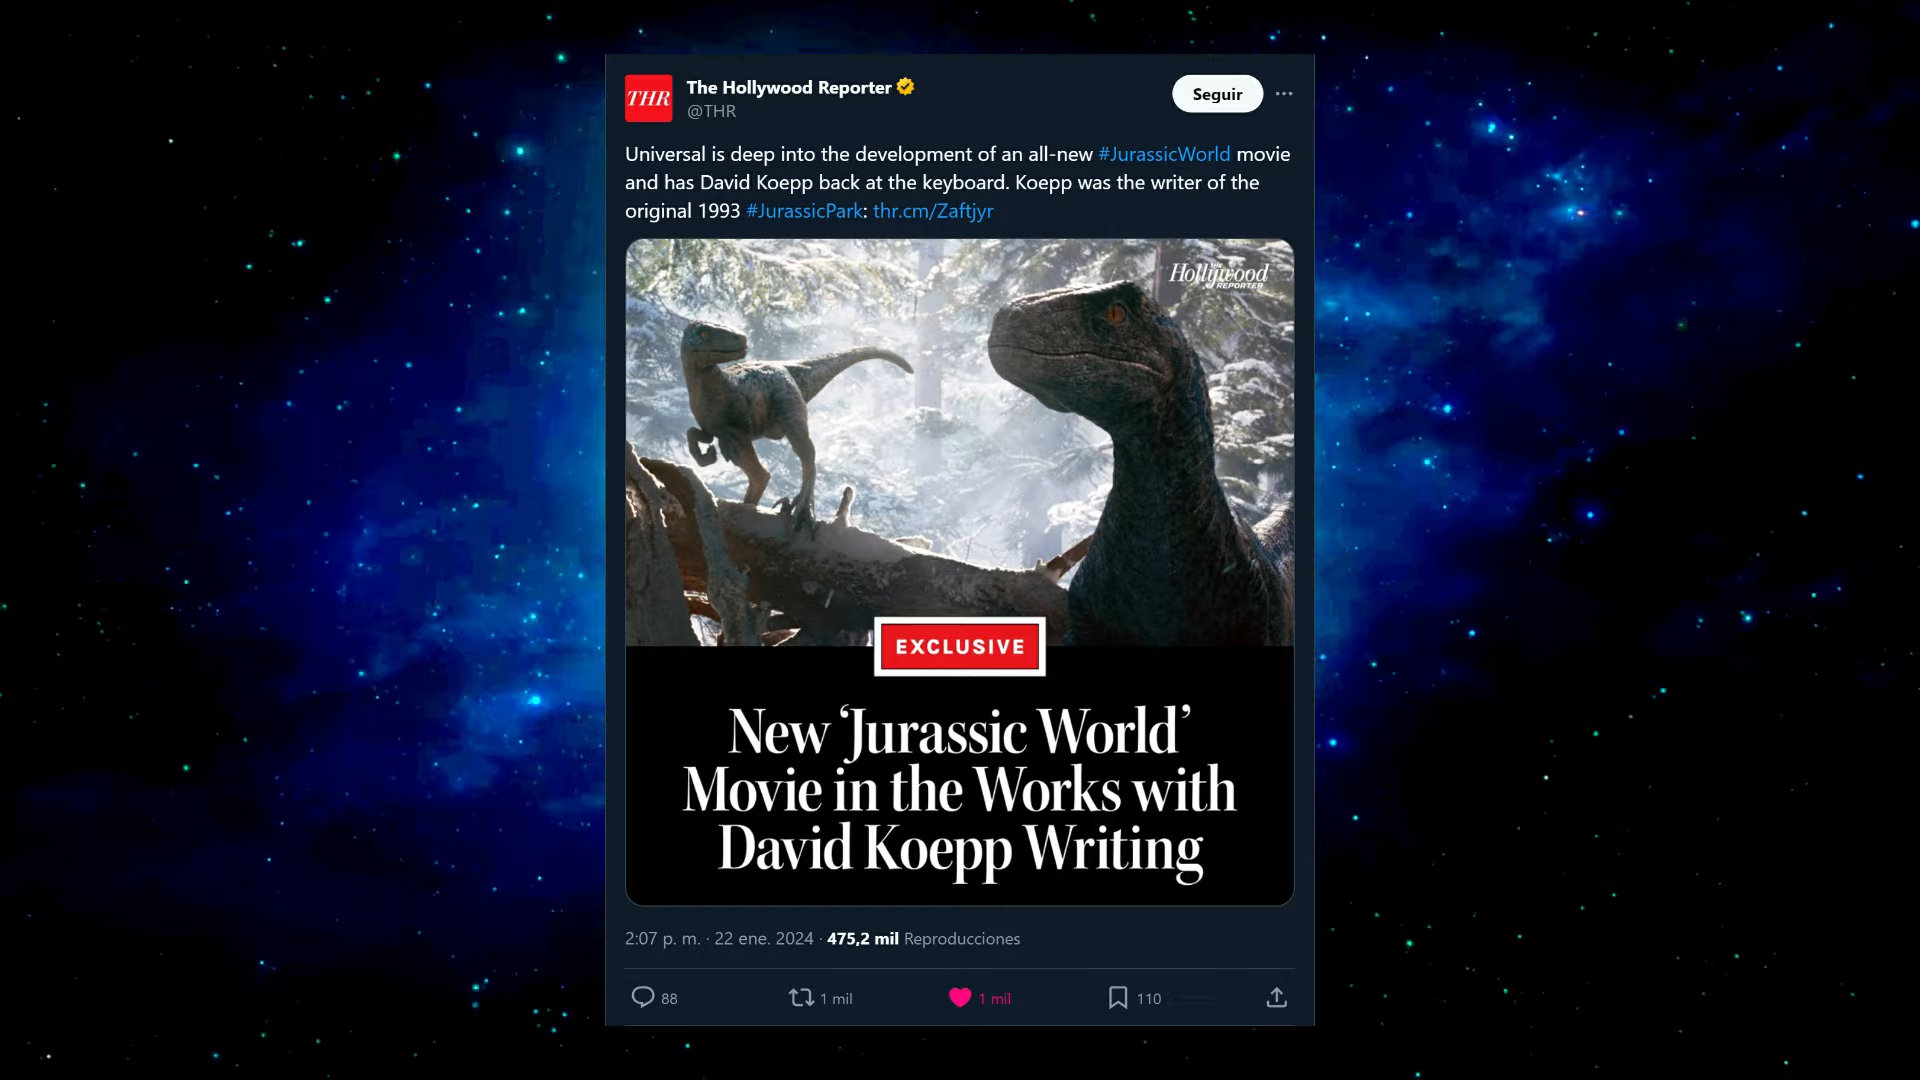 THR
The Hollywood Reporter
@THR
Seguir
Universal is deep into the development of an all-new #JurassicWorld movie
and has David Koepp back at the keyboard. Koepp was the writer of the
original 1993 #JurassicPark: thr.cm/Zaftjyr
The Hollywood
REPORTER
EXCLUSIVE
New ‘Jurassic World’
Movie in the Works with
David Koepp Writing
2:07 p. m. · 22 ene. 2024 · 475,2 mil Reproducciones
88 1 mil 1 mil 110